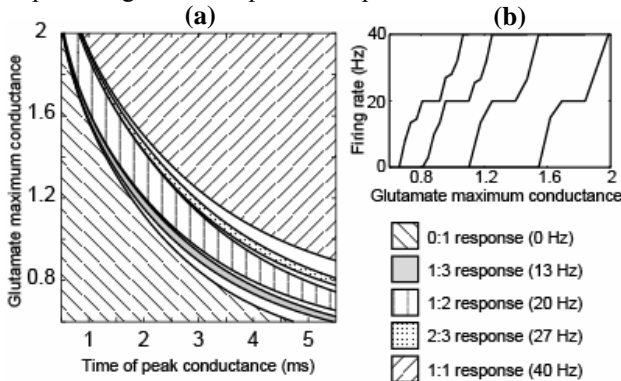 (a)
(b)
Glutamate maximum conductance
2
1.6
1.2
0.8
1 2 3 4 5
Time of peak conductance (ms)
Firing rate (Hz)
40
20
0
0.8 1.2 1.6 2
Glutamate maximum conductance
0:1 response (0 Hz)
1:3 response (13 Hz)
1:2 response (20 Hz)
2:3 response (27 Hz)
1:1 response (40 Hz)